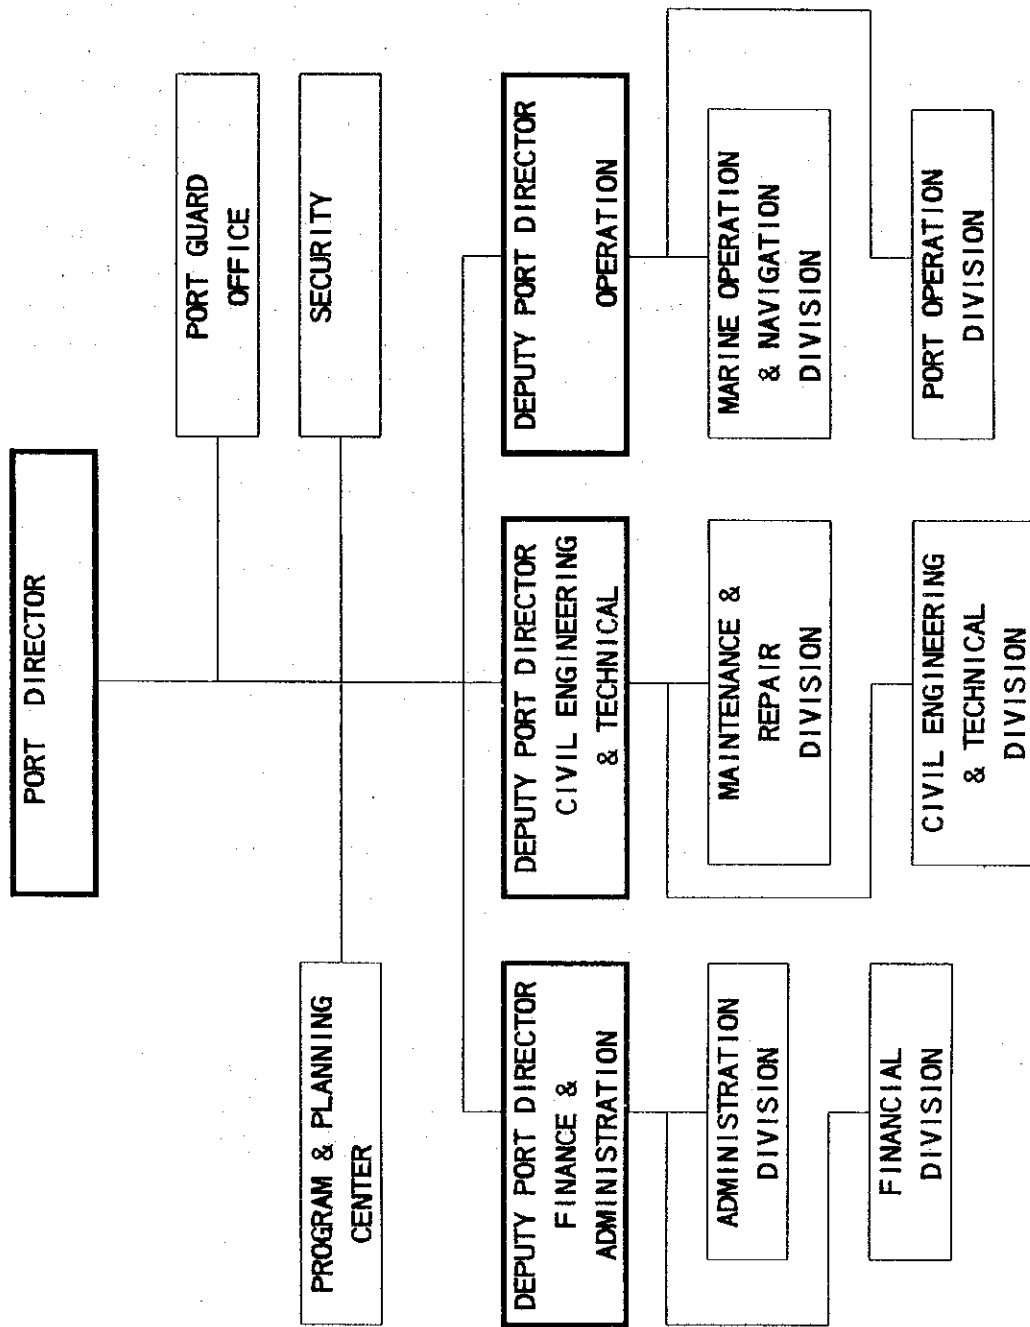 PORT DIRECTOR
PORT GUARD
OFFICE
PROGRAM & PLANNING
CENTER
SECURITY
DEPUTY PORT DIRECTOR
FINANCE &
ADMINISTRATION
DEPUTY PORT DIRECTOR
CIVIL ENGINEERING
& TECHNICAL
DEPUTY PORT DIRECTOR
OPERATION
ADMINISTRATION
DIVISION
MAINTENANCE &
REPAIR
DIVISION
MARINE OPERATION
& NAVIGATION
DIVISION
FINANCIAL
DIVISION
CIVIL ENGINEERING
& TECHNICAL
DIVISION
PORT OPERATION
DIVISION